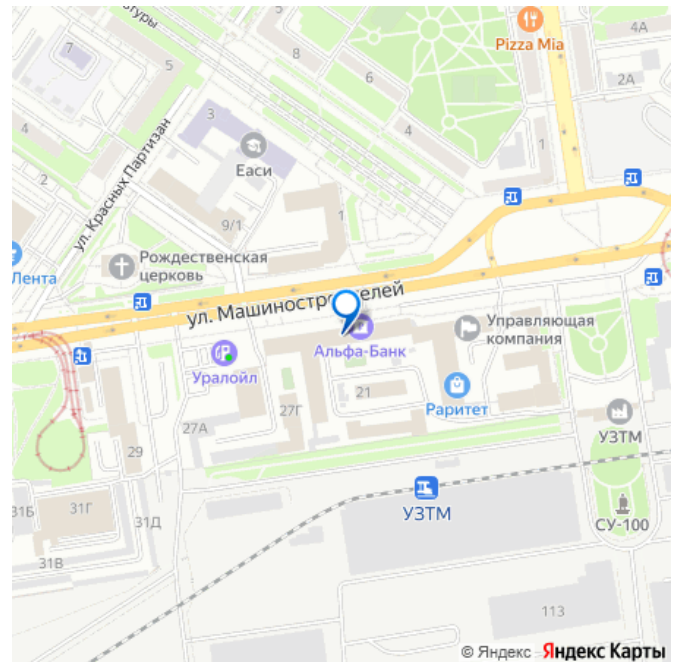 туры
Pizza Mia
4А
7
5
8
6
2А
ул. Красных Партизан
3
4
4
1
Еаси
2
9/1
1
Рождественская
церковь
Лента
ул. Машиностроителей
Альфа-Банк
Управляющая
компания
Уралойл
21
Раритет
27Г
27А
УЗТМ
29
УЗТМ
31Б
31Г
31Д
СУ-100
31В
113
© Яндекс Яндекс Карты